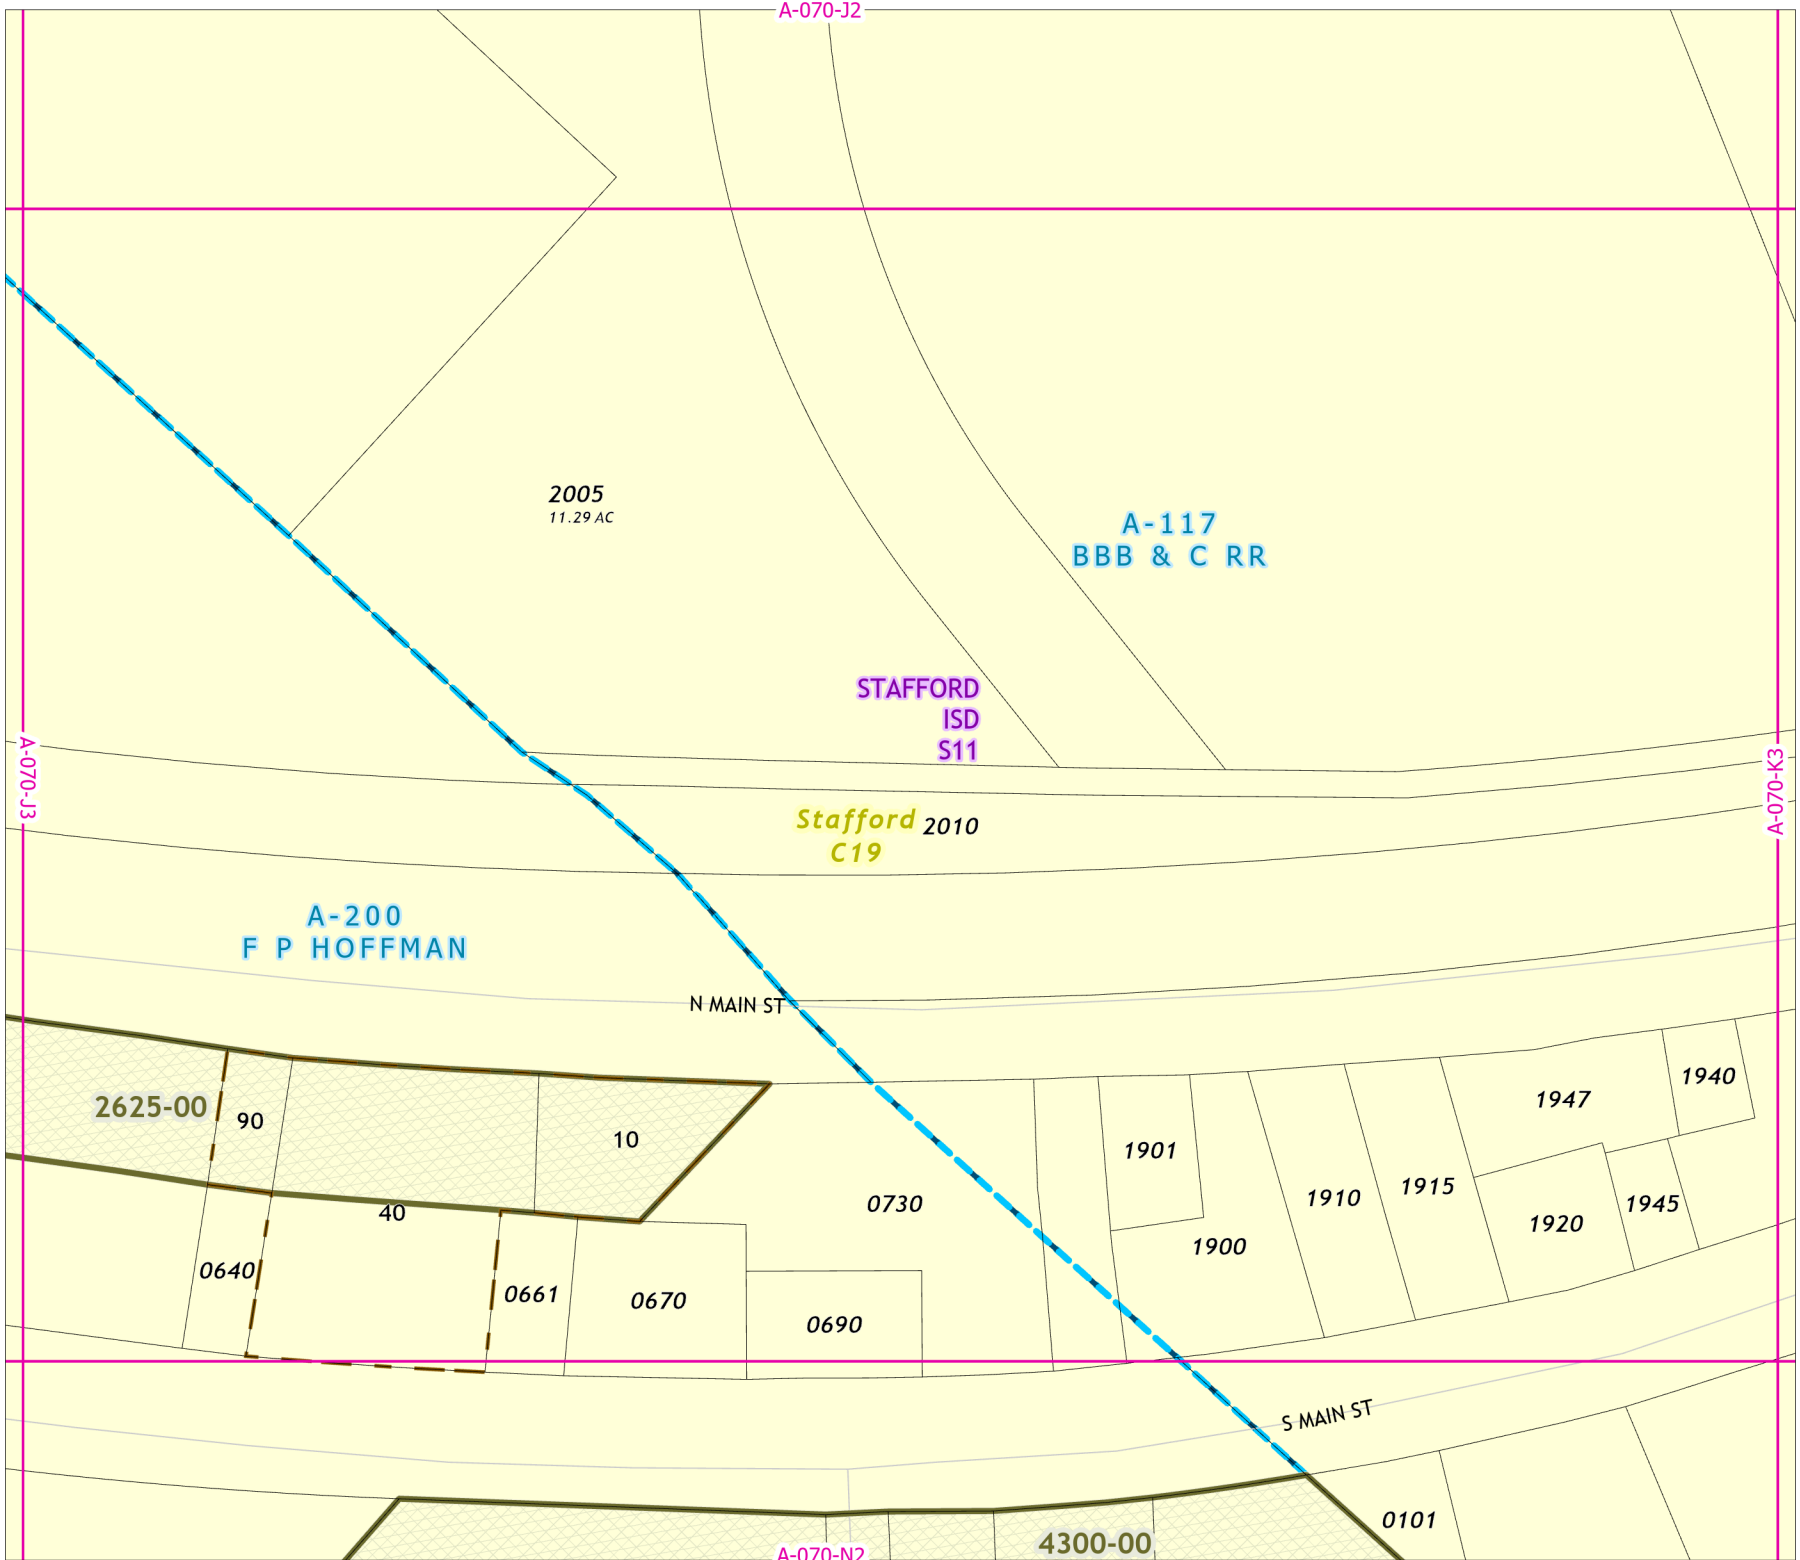 A-070-J2
2005
11.29 AC
A-117
BBB & C RR
STAFFORD
ISD
S11
A-070-J3
A-070-K3
Stafford
C19
2010
A-200
F P HOFFMAN
N MAIN ST
2625-00
90
10
40
0640
0661
0670
0690
0730
1901
1900
1910
1915
1947
1940
1920
1945
S MAIN ST
0101
4300-00
A-070-N2